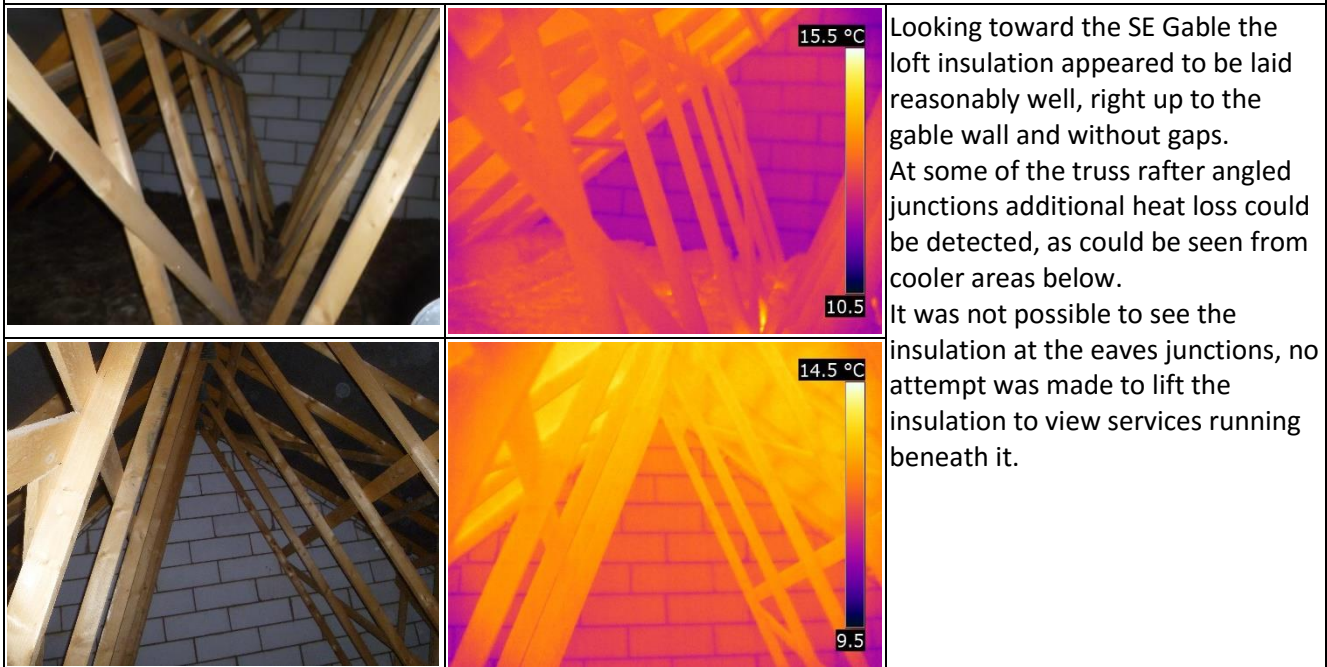 15.5 °C
10.5
Looking toward the SE Gable the
loft insulation appeared to be laid
reasonably well, right up to the
gable wall and without gaps.
At some of the truss rafter angled
junctions additional heat loss could
be detected, as could be seen from
cooler areas below.
It was not possible to see the
insulation at the eaves junctions, no
attempt was made to lift the
insulation to view services running
beneath it.
14.5 °C
9.5